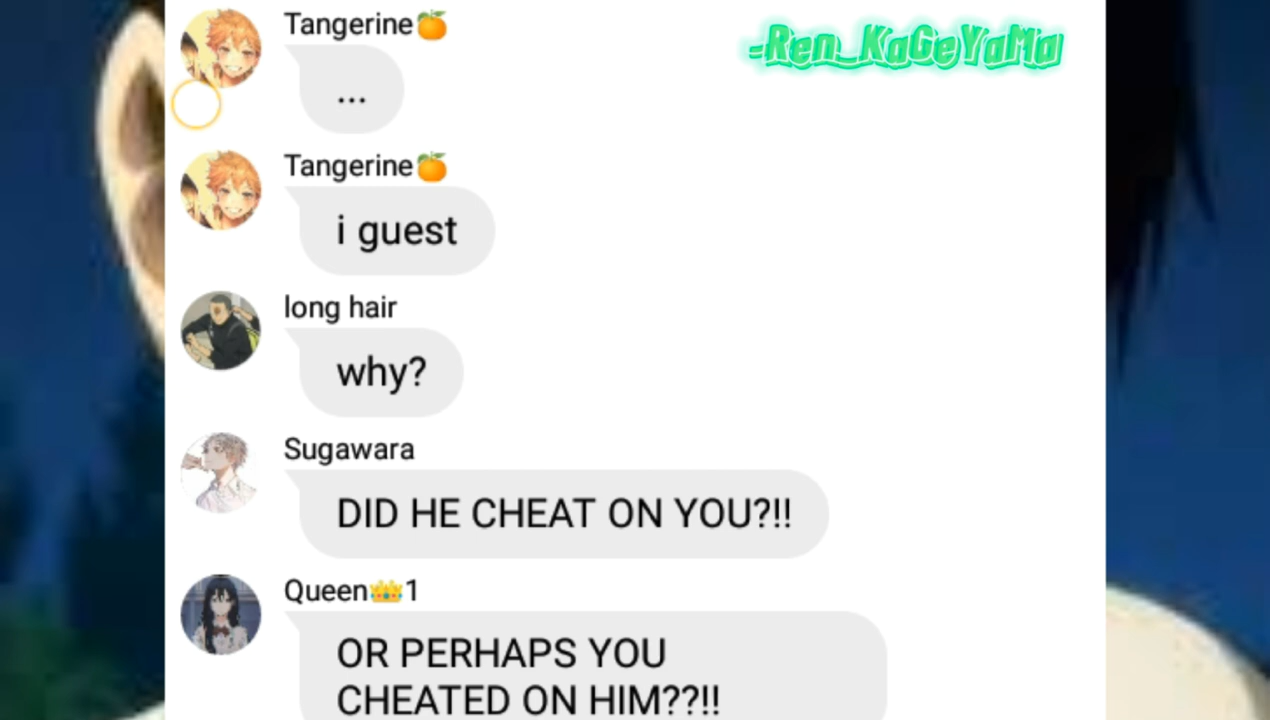 Tangerine🍊
-Ren_KaGeYaMa
...
Tangerine🍊
i guest
long hair
why?
Sugawara
DID HE CHEAT ON YOU?!!
Queen👑1
OR PERHAPS YOU
CHEATED ON HIM??!!